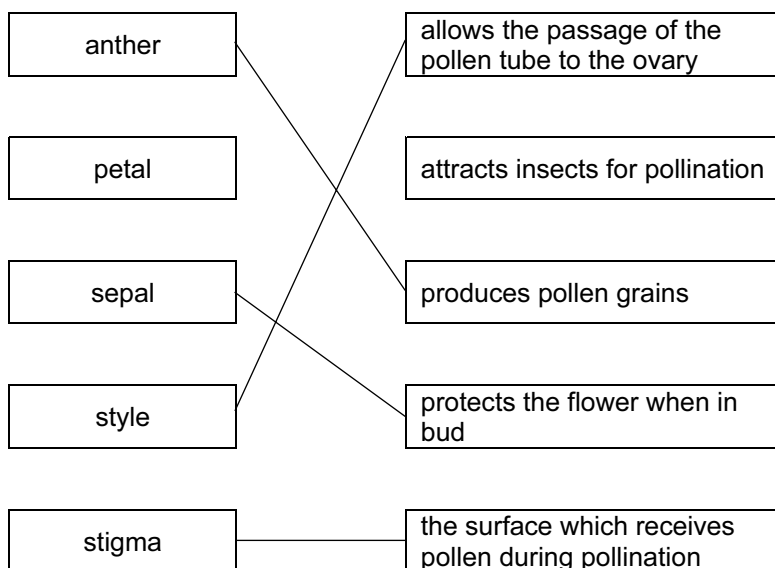 anther
allows the passage of the
pollen tube to the ovary
petal
attracts insects for pollination
sepal
produces pollen grains
style
protects the flower when in
bud
stigma
the surface which receives
pollen during pollination